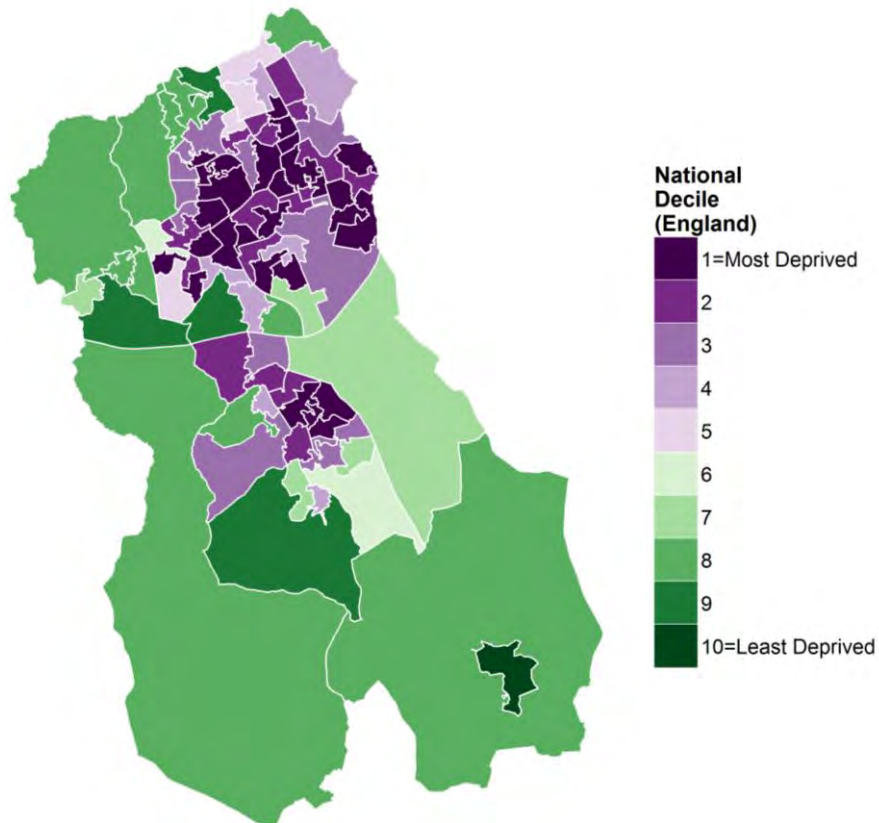 National
Decile
(England)
1=Most Deprived
2
3
4
5
6
7
8
9
10=Least Deprived